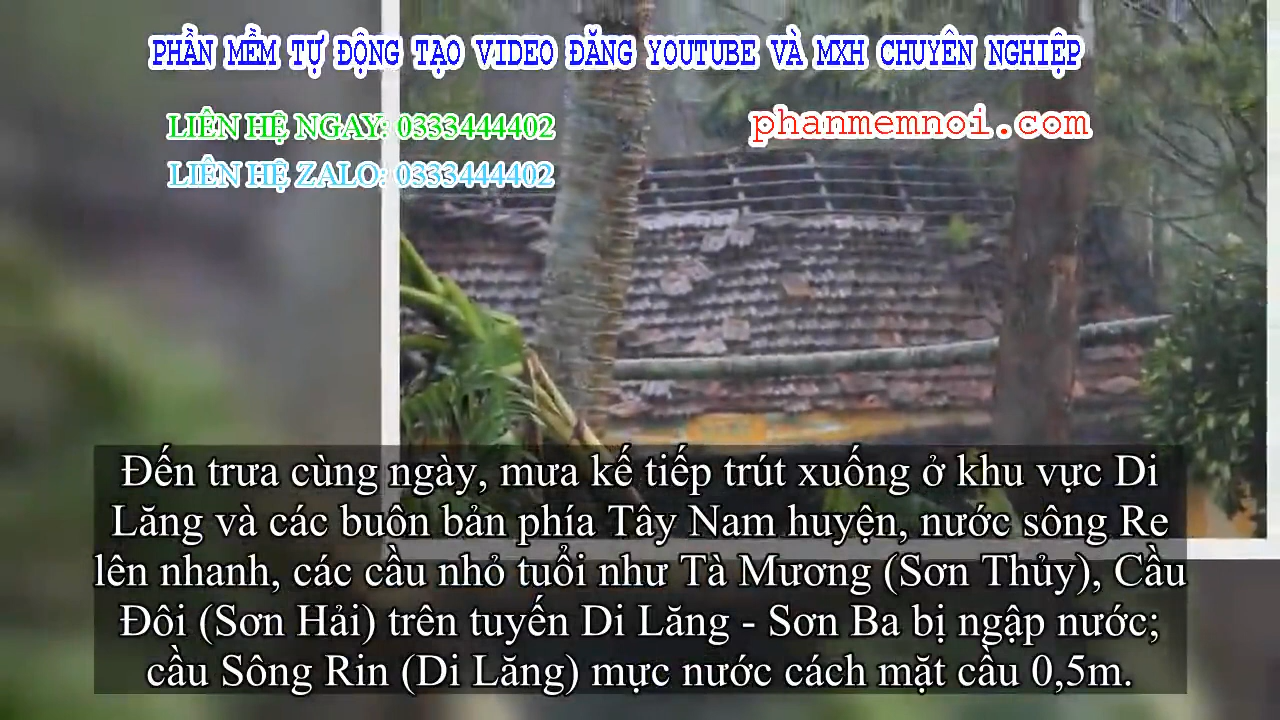 PHẦN MỀM TỰ ĐỘNG TẠO VIDEO ĐĂNG YOUTUBE VÀ MXH CHUYÊN NGHIỆP
LIÊN HỆ NGAY: 0333444402
phanmemnoi.com
LIÊN HỆ ZALO: 0333444402
Đến trưa cùng ngày, mưa kế tiếp trút xuống ở khu vực Di
Lăng và các buôn bản phía Tây Nam huyện, nước sông Re
lên nhanh, các cầu nhỏ tuổi như Tà Mương (Sơn Thủy), Cầu
Đôi (Sơn Hải) trên tuyến Di Lăng - Sơn Ba bị ngập nước;
cầu Sông Rin (Di Lăng) mực nước cách mặt cầu 0,5m.